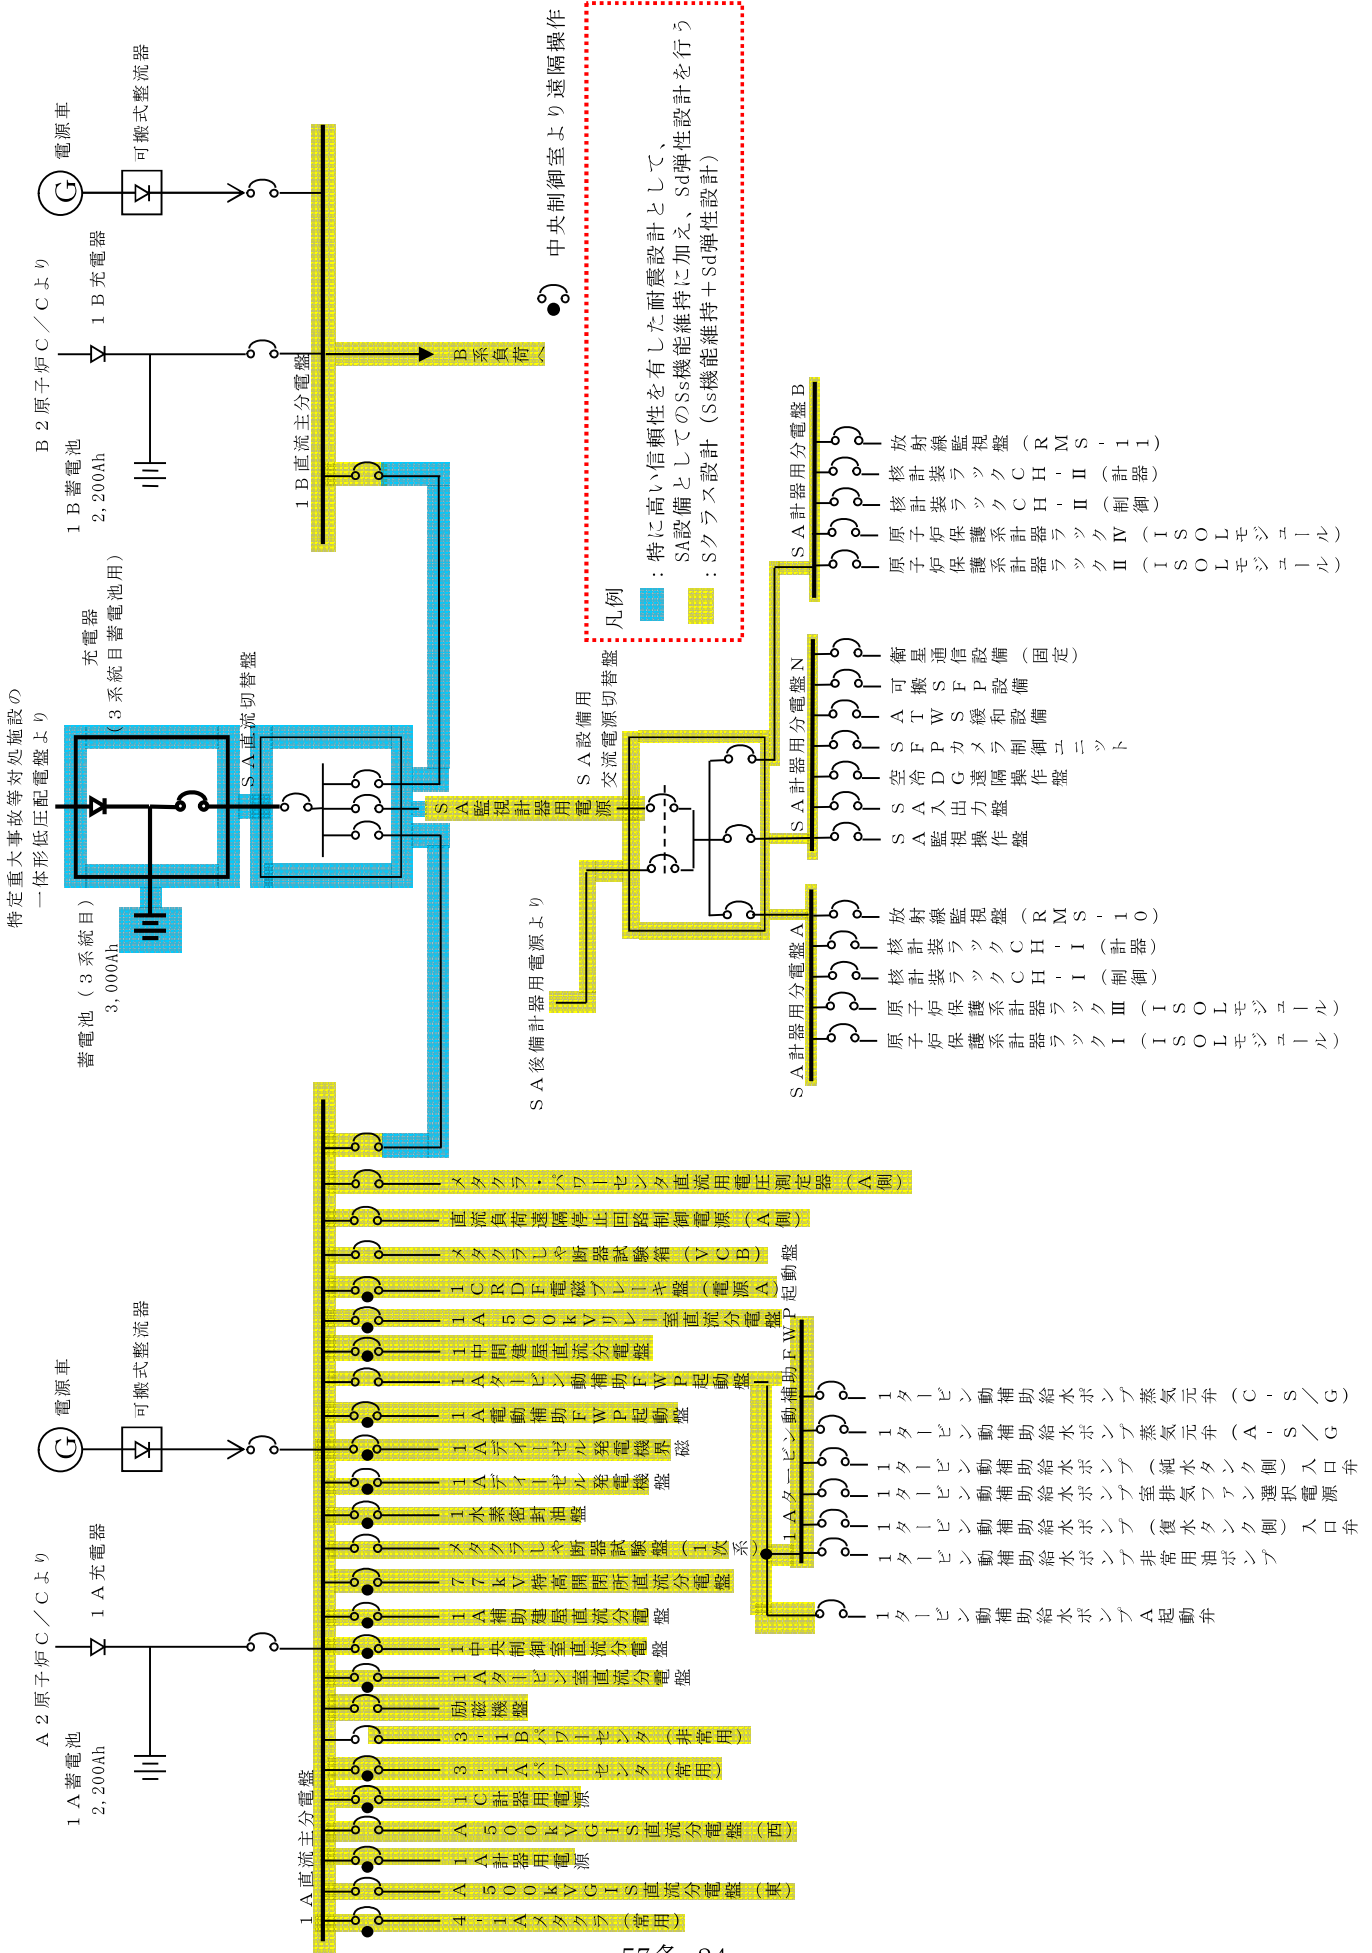 特定重大事故等対処施設の
一体形低圧配電盤より
充電器
(３系統目蓄電池用)
蓄電池（３系統目）
3,000Ah
ＳＡ直流切替盤
Ａ２原子炉Ｃ／Ｃより
１Ａ充電器
１Ａ蓄電池
2,200Ah
電源車
G
可搬式整流器
Ｂ２原子炉Ｃ／Ｃより
１Ｂ充電器
１Ｂ蓄電池
2,200Ah
電源車
G
可搬式整流器
１Ａ直流主分電盤
１Ｂ直流主分電盤
Ｂ系負荷へ
中央制御室より遠隔操作
凡例
：特に高い信頼性を有した耐震設計として、
SA設備としてのSs機能維持に加え、Sd弾性設計を行う
：Sクラス設計（Ss機能維持＋Sd弾性設計）
４－１Ａメタクラ（常用）
Ａ　５００ｋＶＧＩＳ直流分電盤（東）
１Ａ計器用電源
Ａ　５００ｋＶＧＩＳ直流分電盤（西）
１Ｃ計器用電源
３－１Ａパワーセンタ（常用）
３－１Ｂパワーセンタ（非常用）
励磁機盤
１Ａタービン室直流分電盤
１中央制御室直流分電盤
１Ａ補助建屋直流分電盤
７７ｋＶ特高開閉所直流分電盤
メタクラしゃ断器試験盤（１次系）
１水素密封油盤
１Ａディーゼル発電機盤
１Ａディーゼル発電機界磁
１Ａ電動補助ＦＷＰ起動盤
１Ａタービン動補助ＦＷＰ起動盤
１中間建屋直流分電盤
１Ａ　５００ｋＶリレー室直流分電盤
１ＣＲＤＦ電磁ブレーキ盤（電源Ａ）
メタクラしゃ断器試験箱（ＶＣＢ）
直流負荷遠隔停止回路制御電源（Ａ側）
メタクラ・パワーセンタ直流用電圧測定器（Ａ側）
ＳＡ監視計器用電源
ＳＡ後備計器用電源より
ＳＡ設備用
交流電源切替盤
１Ａタービン動補助ＦＷＰ起動盤
１タービン動補助給水ポンプＡ起動弁
１タービン動補助給水ポンプ非常用油ポンプ
１タービン動補助給水ポンプ（復水タンク側）入口弁
１タービン動補助給水ポンプ室排気ファン選択電源
１タービン動補助給水ポンプ（純水タンク側）入口弁
１タービン動補助給水ポンプ蒸気元弁（Ａ－Ｓ／Ｇ）
１タービン動補助給水ポンプ蒸気元弁（Ｃ－Ｓ／Ｇ）
ＳＡ計器用分電盤Ａ
原子炉保護系計器ラックⅠ（ＩＳＯＬモジュール）
原子炉保護系計器ラックⅢ（ＩＳＯＬモジュール）
核計装ラックＣＨ－Ⅰ（制御）
核計装ラックＣＨ－Ⅰ（計器）
放射線監視盤（ＲＭＳ－１０）
ＳＡ計器用分電盤Ｎ
ＳＡ監視操作盤
ＳＡ入出力盤
空冷ＤＧ遠隔操作盤
ＳＦＰカメラ制御ユニット
ＡＴＷＳ緩和設備
可搬ＳＦＰ設備
衛星通信設備（固定）
ＳＡ計器用分電盤Ｂ
原子炉保護系計器ラックⅡ（ＩＳＯＬモジュール）
原子炉保護系計器ラックⅣ（ＩＳＯＬモジュール）
核計装ラックＣＨ－Ⅱ（制御）
核計装ラックＣＨ－Ⅱ（計器）
放射線監視盤（ＲＭＳ－１１）